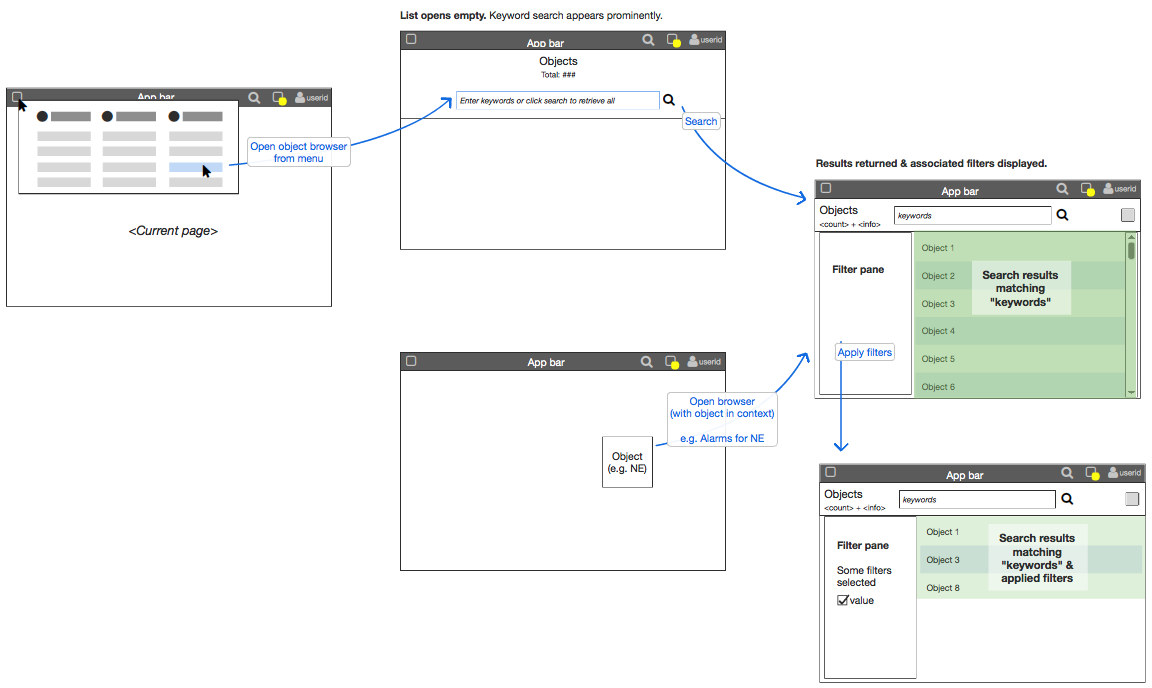 List opens empty. Keyword search appears prominently.
App bar
userid
Objects
Total: ###
Enter keywords or click search to retrieve all
Search
App bar
userid
Open object browser
from menu
<Current page>
Results returned & associated filters displayed.
App bar
userid
Objects
<count> + <info>
keywords
Filter pane
Object 1
Object 2
Object 3
Object 4
Object 5
Object 6
Search results
matching
"keywords"
Apply filters
App bar
userid
Open browser
(with object in context)
e.g. Alarms for NE
Object
(e.g. NE)
App bar
userid
Objects
<count> + <info>
keywords
Filter pane
Some filters
selected
value
Object 1
Object 3
Object 8
Search results
matching
"keywords" &
applied filters